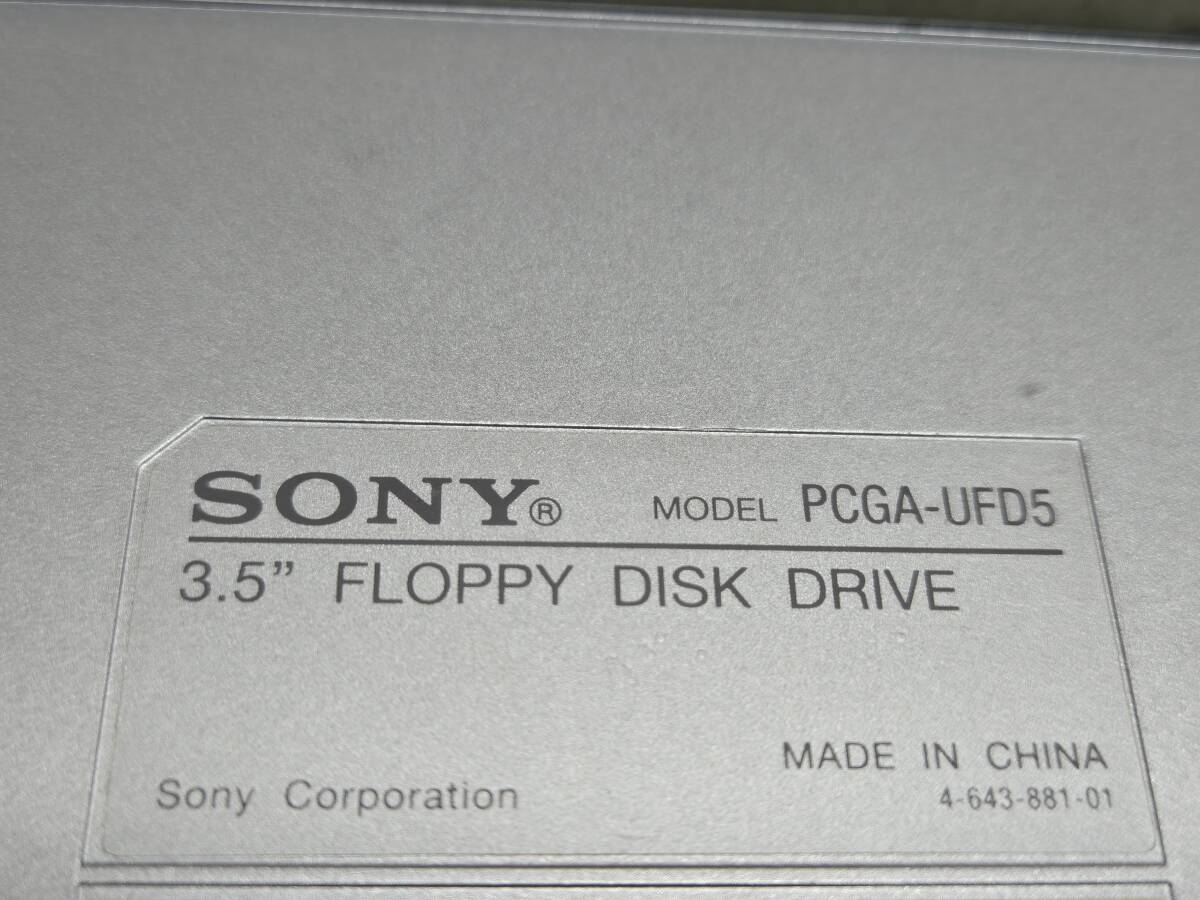 SONY® MODEL PCGA-UFD5
3.5” FLOPPY DISK DRIVE
MADE IN CHINA
Sony Corporation 4-643-881-01